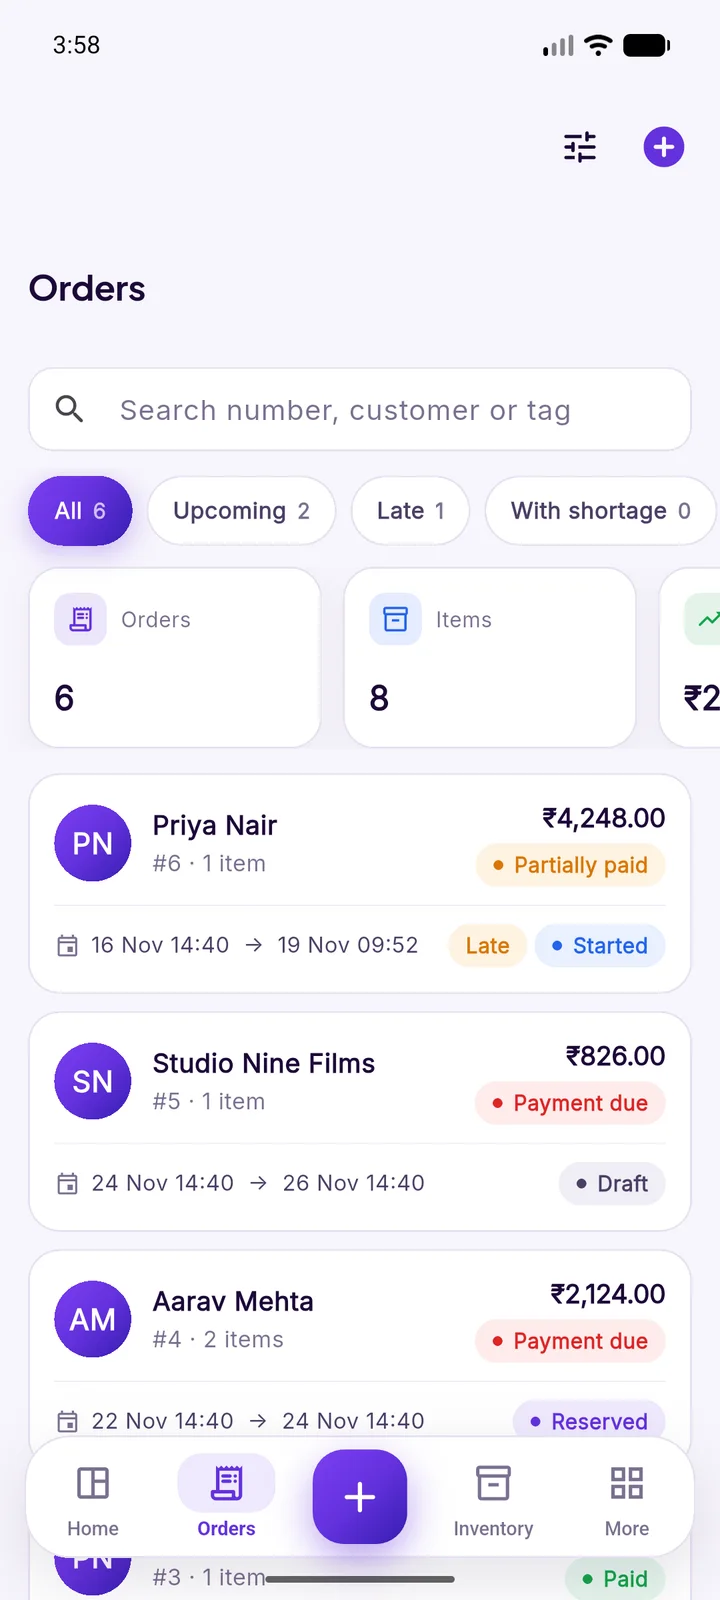 3:58
Orders
Search number, customer or tag
All 6 Upcoming 2 Late 1 With shortage 0
Orders Items
6 8 ₹2
PN Priya Nair ₹4,248.00
#6 · 1 item Partially paid
16 Nov 14:40 → 19 Nov 09:52 Late Started
SN Studio Nine Films ₹826.00
#5 · 1 item Payment due
24 Nov 14:40 → 26 Nov 14:40 Draft
AM Aarav Mehta ₹2,124.00
#4 · 2 items Payment due
22 Nov 14:40 → 24 Nov 14:40 Reserved
Home Orders Inventory More
PN #3 · 1 item Paid